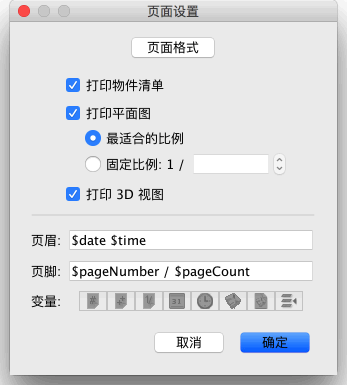 页面设置
页面格式
打印物件清单
打印平面图
最适合的比例
固定比例: 1 /
打印 3D 视图
页眉: $date $time
页脚: $pageNumber / $pageCount
变量: # 31
取消 确定